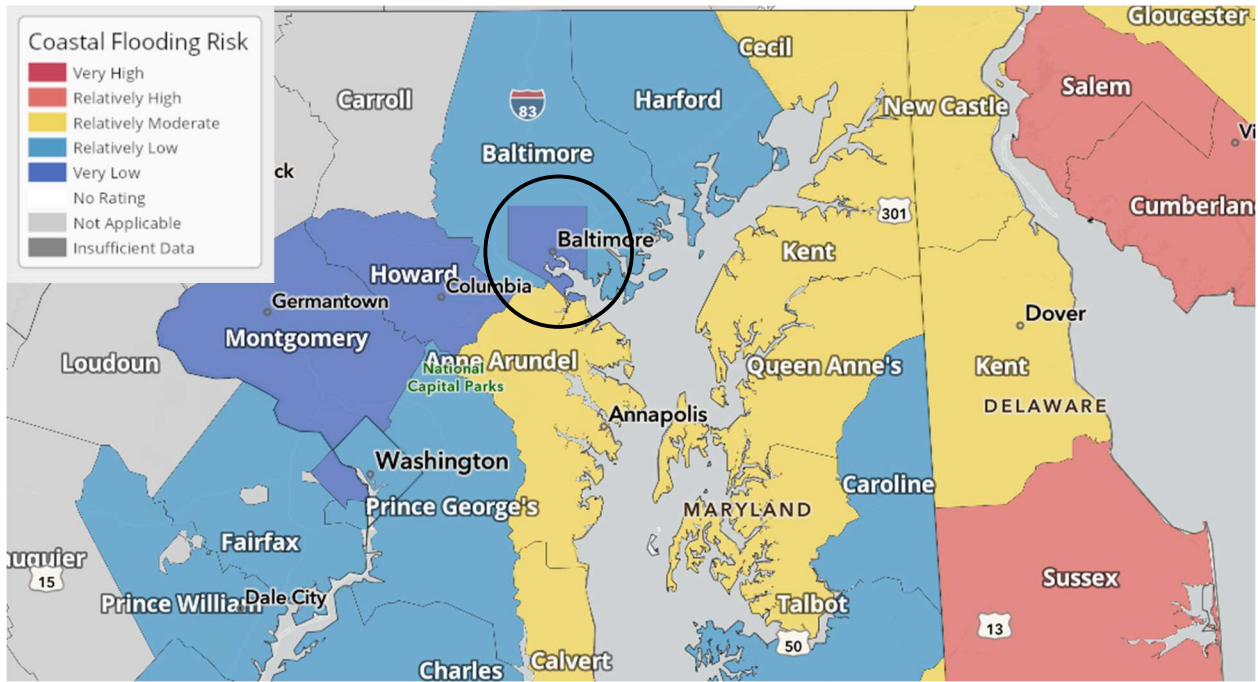 Coastal Flooding Risk
Very High
Relatively High
Relatively Moderate
Relatively Low
Very Low
No Rating
Not Applicable
Insufficient Data
Gloucester
Cecil
Carroll
83
Harford
New Castle
Salem
Vi
Baltimore
ck
301
Cumberlan
Baltimore
Kent
Howard
Columbia
Germantown
Dover
Montgomery
Loudoun
Anne Arundel
National
Capital Parks
Queen Anne's
Kent
DELAWARE
Annapolis
Washington
Caroline
Prince George's
MARYLAND
Fairfax
auquier
15
Sussex
Prince William
Dale City
Talbot
13
50
Charles
Calvert